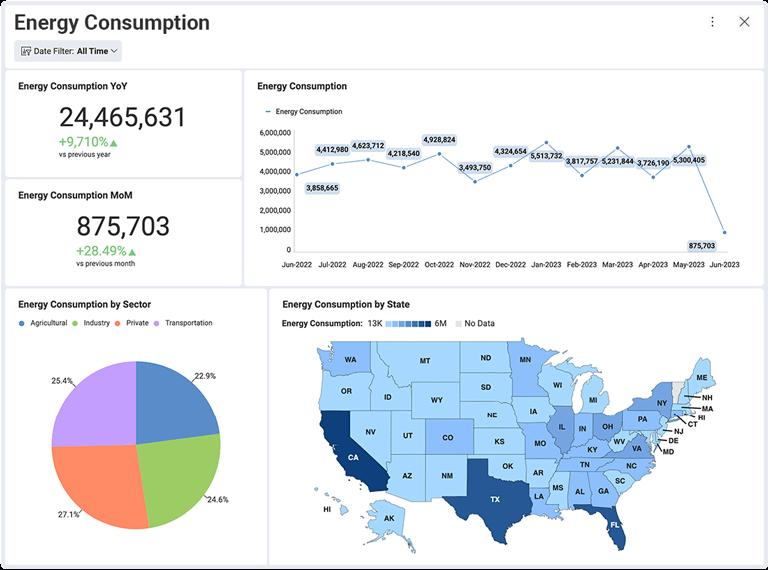 Energy Consumption
Date Filter: All Time
Energy Consumption YoY
24,465,631
+9,710%
vs previous year
Energy Consumption MoM
875,703
+28.49%
vs previous month
Energy Consumption
Energy Consumption
6,000,000
5,000,000
4,000,000
3,000,000
2,000,000
1,000,000
0
3,858,665
4,412,980
4,623,712
4,218,540
4,928,824
3,493,750
4,324,654
5,513,732
3,817,757
5,231,844
3,726,190
5,300,405
875,703
Jun-2022 Jul-2022 Aug-2022 Sep-2022 Oct-2022 Nov-2022 Dec-2022 Jan-2023 Feb-2023 Mar-2023 Apr-2023 May-2023 Jun-2023
Energy Consumption by Sector
Agricultural Industry Private Transportation
25.4%
22.9%
27.1%
24.6%
Energy Consumption by State
Energy Consumption: 13K 6M No Data
WA
MT
ND
MN
OR
ID
WY
SD
WI
MI
NY
ME
NH
MA
HI
CT
NJ
DE
MD
NV
UT
CO
NE
IA
KS
MO
IL
IN
OH
PA
WV
VA
KY
CA
AZ
NM
OK
AR
TN
NC
SC
MS
AL
GA
LA
TX
FL
HI
AK